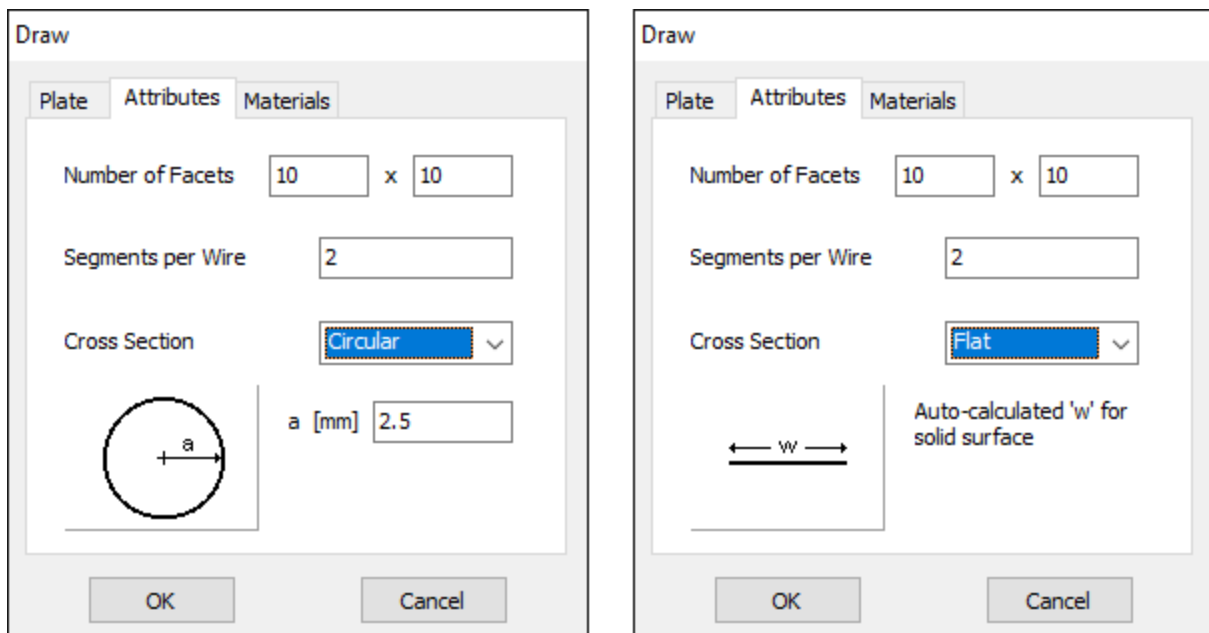 Draw
Plate Attributes Materials
Number of Facets 10 x 10
Segments per Wire 2
Cross Section Circular
a [mm] 2.5
a
OK Cancel
Draw
Plate Attributes Materials
Number of Facets 10 x 10
Segments per Wire 2
Cross Section Flat
Auto-calculated 'w' for
solid surface
w
OK Cancel